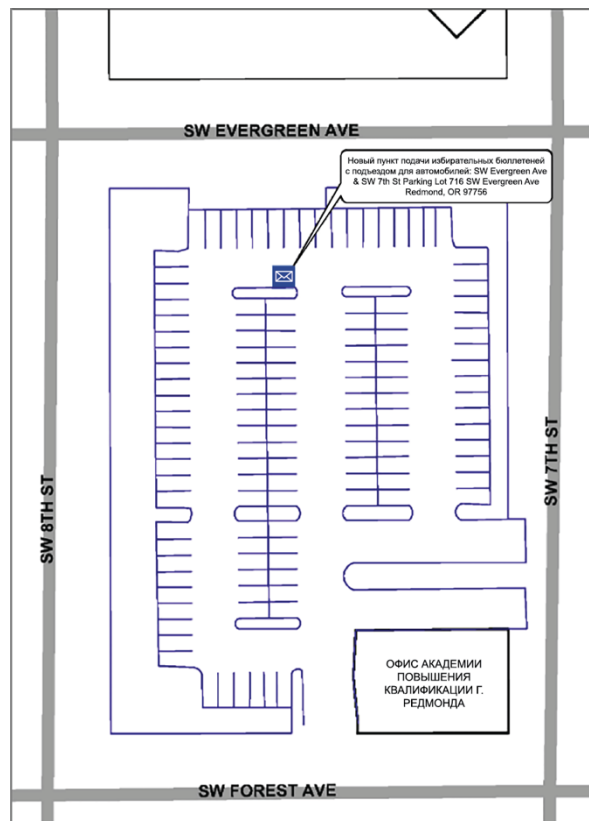 SW EVERGREEN AVE
Новый пункт подачи избирательных бюллетеней
с подъездом для автомобилей: SW Evergreen Ave
& SW 7th St Parking Lot 716 SW Evergreen Ave
Redmond, OR 97756
SW 8TH ST
SW 7TH ST
ОФИС АКАДЕМИИ
ПОВЫШЕНИЯ
КВАЛИФИКАЦИИ Г.
РЕДМОНДА
SW FOREST AVE